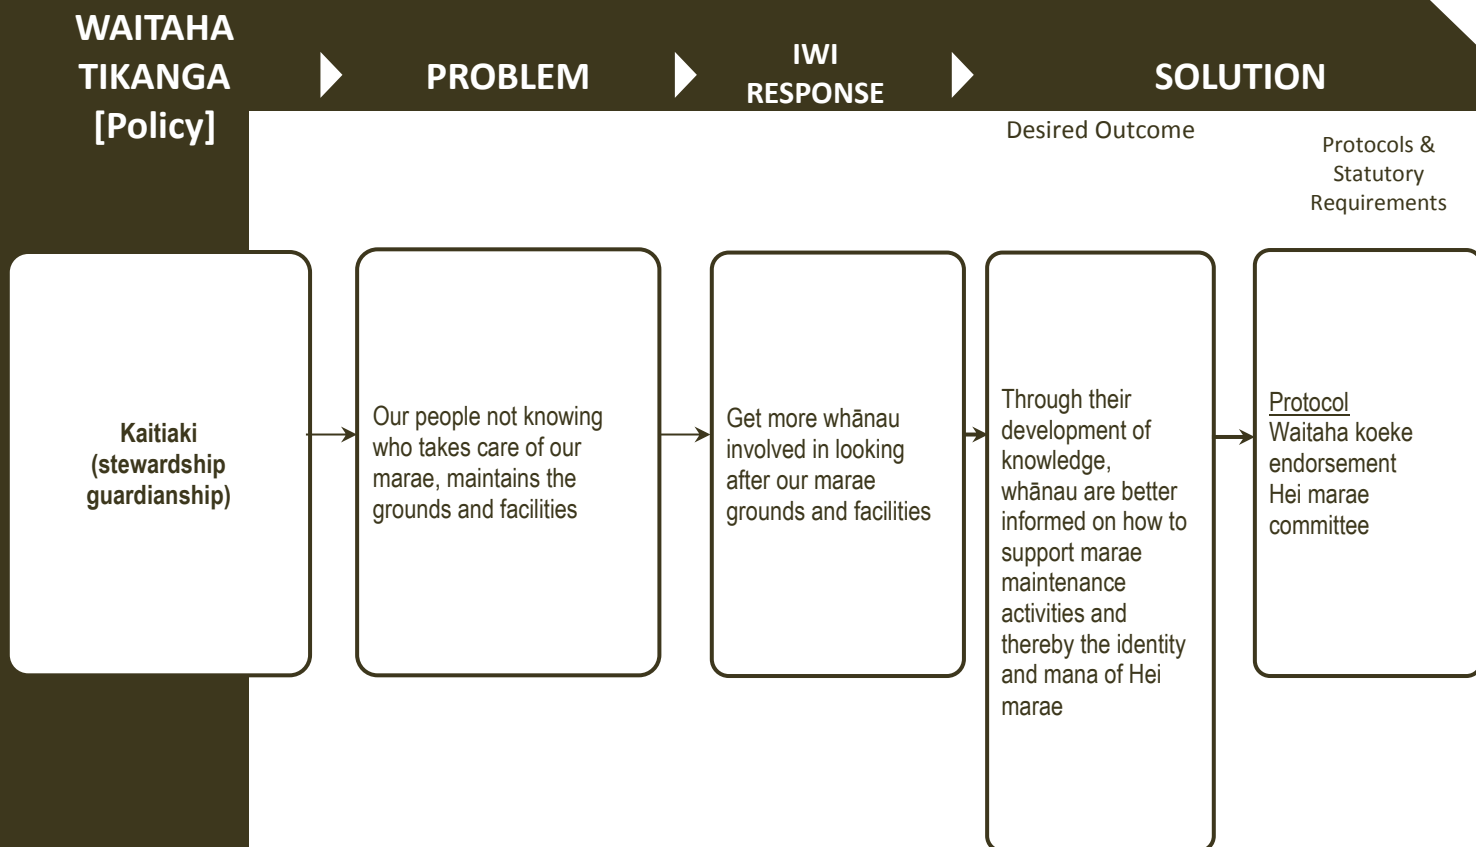 WAITAHA
TIKANGA
[Policy]
PROBLEM
IWI
RESPONSE
SOLUTION
Desired Outcome
Protocols &
Statutory
Requirements
Kaitiaki
(stewardship
guardianship)
Our people not knowing
who takes care of our
marae, maintains the
grounds and facilities
Get more whānau
involved in looking
after our marae
grounds and facilities
Through their
development of
knowledge,
whānau are better
informed on how to
support marae
maintenance
activities and
thereby the identity
and mana of Hei
marae
Protocol
Waitaha koeke
endorsement
Hei marae
committee